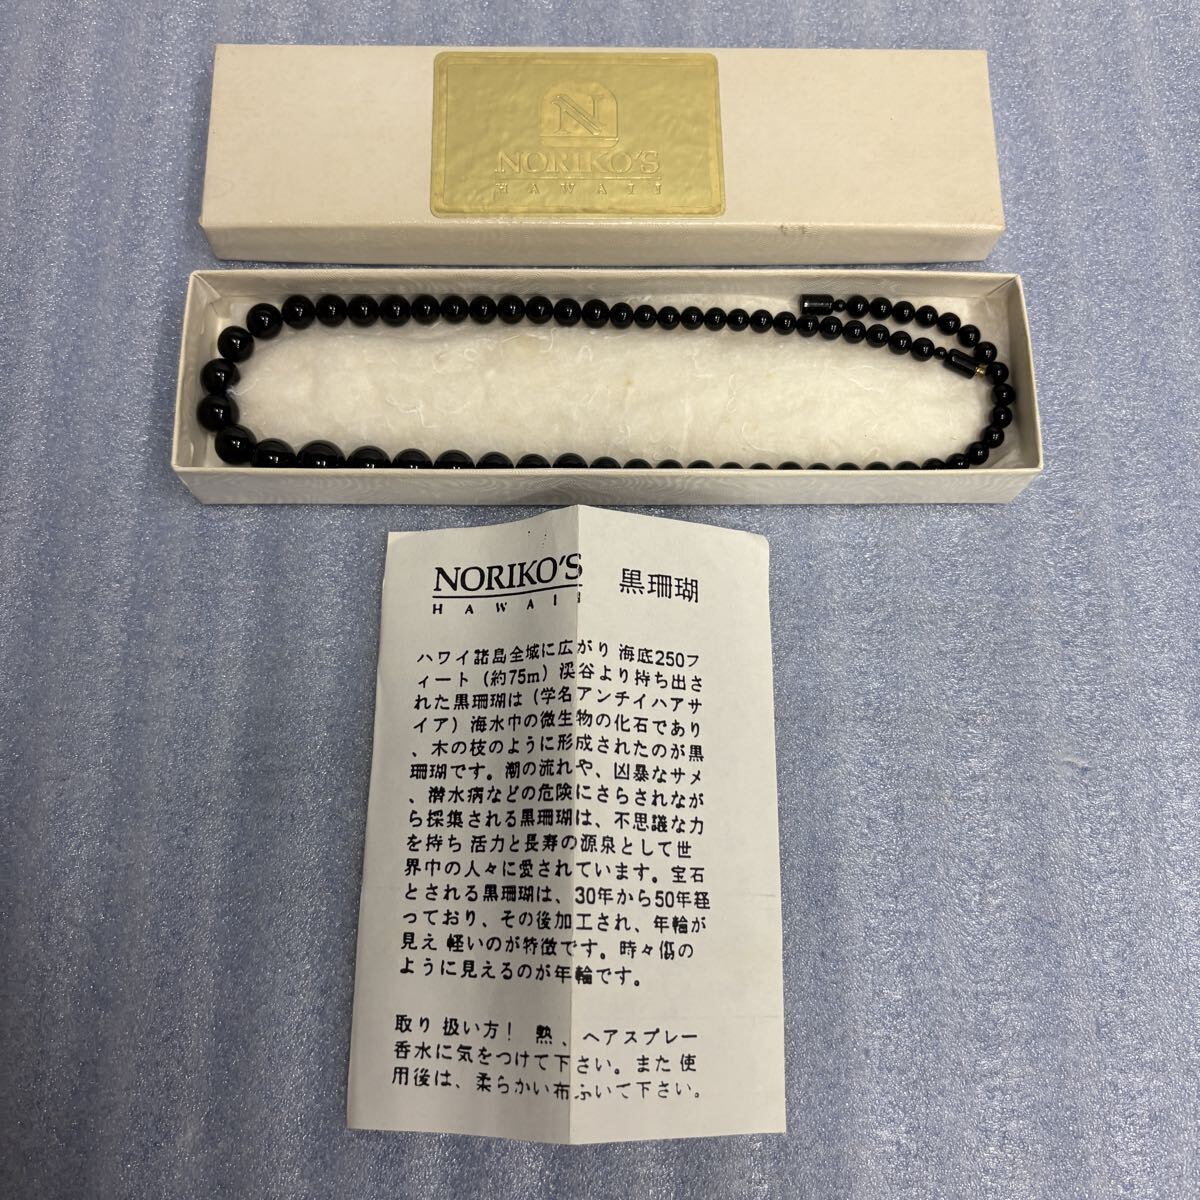 N
NORIKO'S
HAWAII
NORIKO'S 黒珊瑚
HAWAII
ハワイ諸島全域に広がり 海底250フ
ィート（約75m）渓谷より持ち出さ
れた黒珊瑚は（学名アンチイハアサ
イア）海水中の微生物の化石であり
、木の枝のように形成されたのが黒
珊瑚です。潮の流れや、凶暴なサメ
、潜水病などの危険にさらされなが
ら採集される黒珊瑚は、不思議な力
を持ち 活力と長寿の源泉として世
界中の人々に愛されています。宝石
とされる黒珊瑚は、30年から50年経
っており、その後加工され、年輪が
見え 軽いのが特徴です。時々傷の
ように見えるのが年輪です。
取り 扱い方！ 熱、ヘアスプレー
香水に気をつけて下さい。また 使
用後は、柔らかい布ふいて下さい。